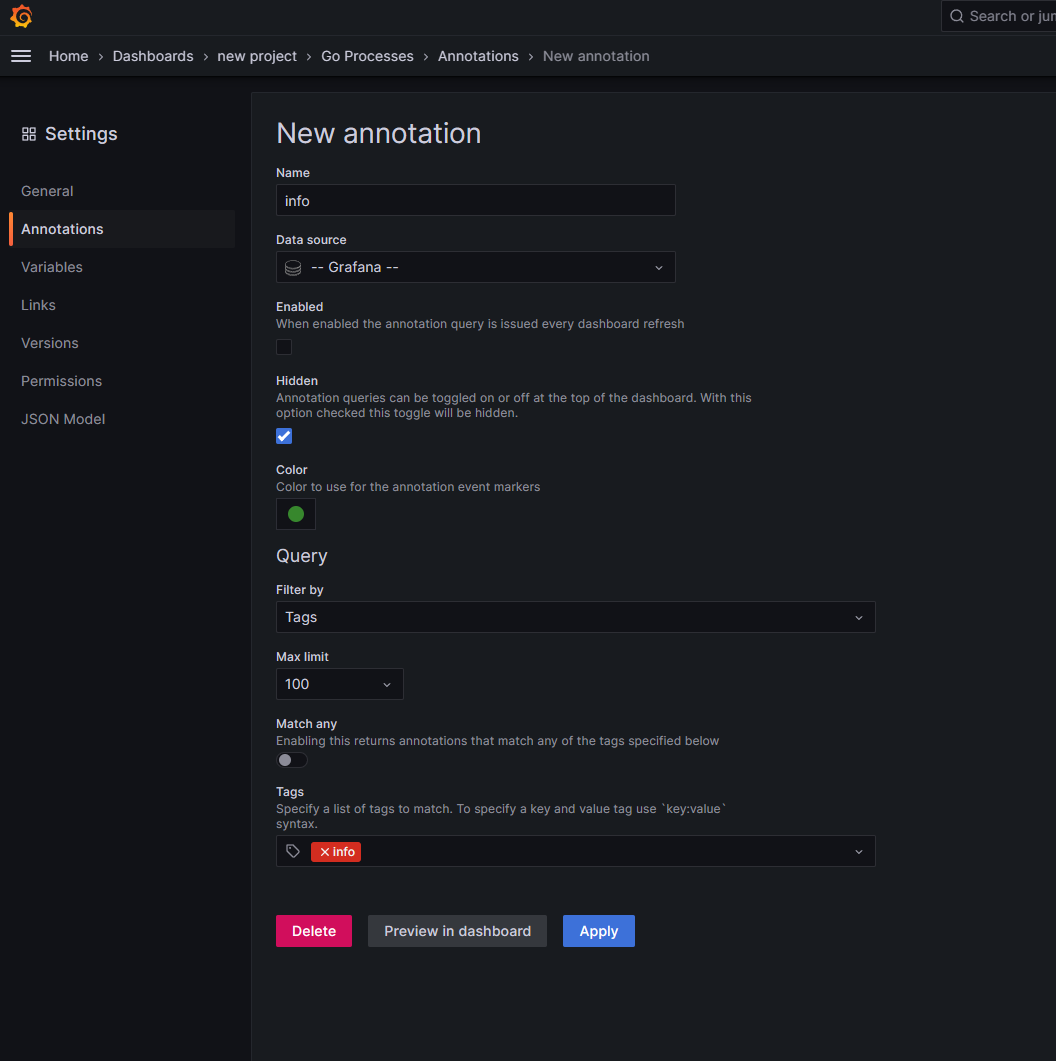 Search or jum
Home › Dashboards › new project › Go Processes › Annotations › New annotation
Settings
General
Annotations
Variables
Links
Versions
Permissions
JSON Model
New annotation
Name
info
Data source
-- Grafana --
Enabled
When enabled the annotation query is issued every dashboard refresh
Hidden
Annotation queries can be toggled on or off at the top of the dashboard. With this
option checked this toggle will be hidden.
Color
Color to use for the annotation event markers
Query
Filter by
Tags
Max limit
100
Match any
Enabling this returns annotations that match any of the tags specified below
Tags
Specify a list of tags to match. To specify a key and value tag use `key:value`
syntax.
info
Delete
Preview in dashboard
Apply